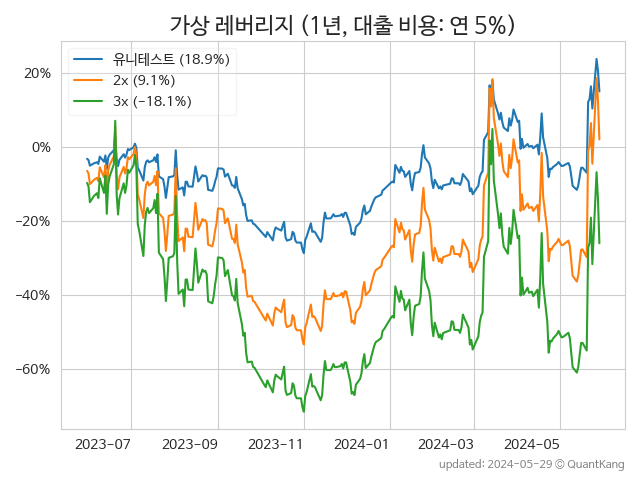 가상 레버리지 (1년, 대출 비용: 연 5%)
유니테스트 (18.9%)
2x (9.1%)
3x (−18.1%)
20%
0%
−20%
−40%
−60%
2023-07 2023-09 2023-11 2024-01 2024-03 2024-05
updated: 2024-05-29 © QuantKang